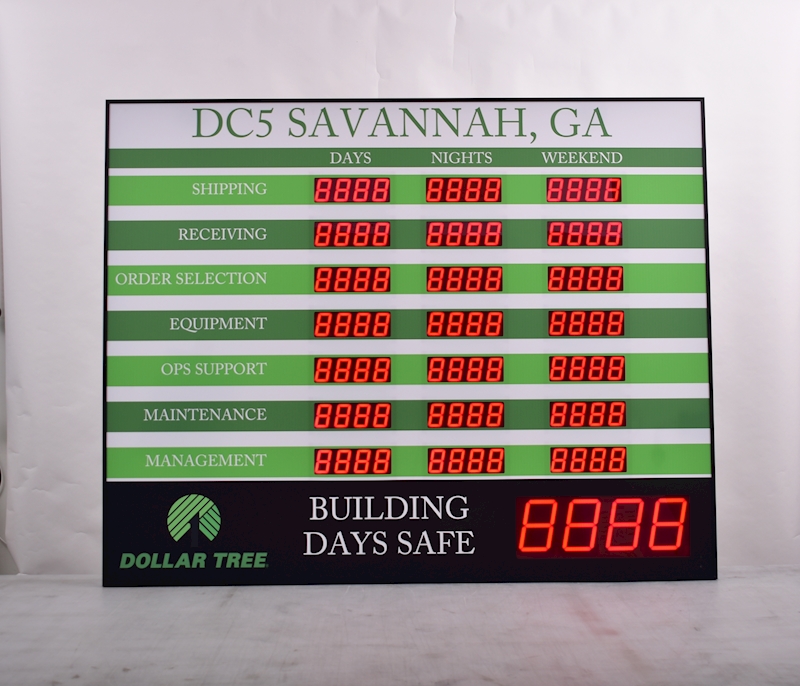 DC5 SAVANNAH, GA
DAYS NIGHTS WEEKEND
SHIPPING 8888 8888 8888
RECEIVING 8888 8888 8888
ORDER SELECTION 8888 8888 8888
EQUIPMENT 8888 8888 8888
OPS SUPPORT 8888 8888 8888
MAINTENANCE 8888 8888 8888
MANAGEMENT 8888 8888 8888
BUILDING
DAYS SAFE 8888
DOLLAR TREE